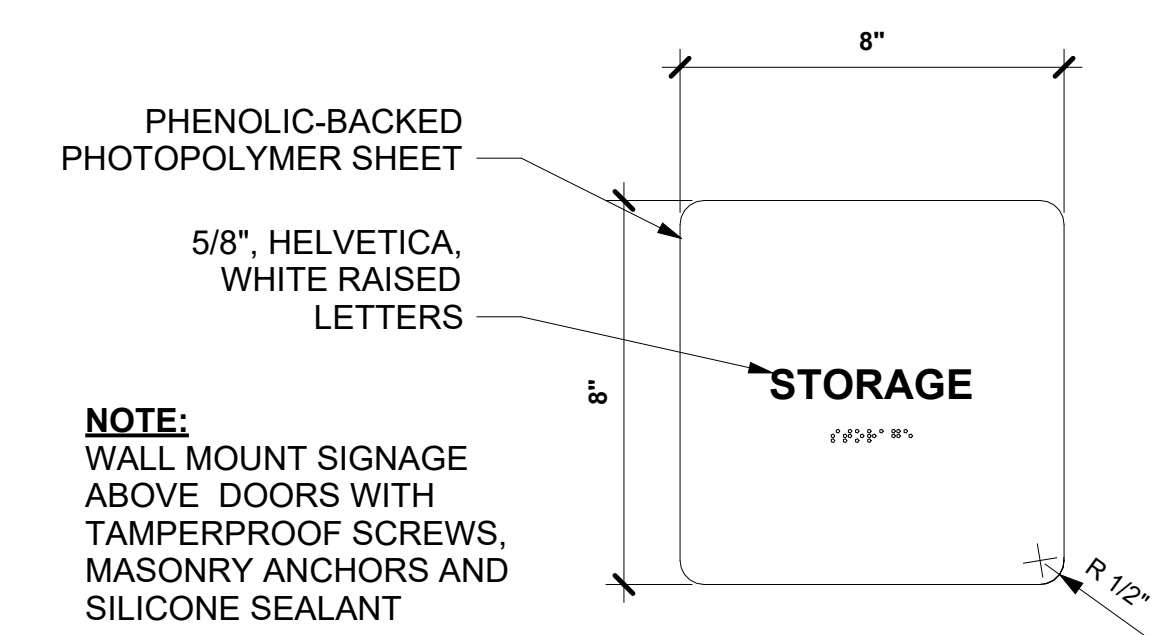 8"
PHENOLIC-BACKED
PHOTOPOLYMER SHEET
5/8", HELVETICA,
WHITE RAISED
LETTERS
8"
STORAGE
NOTE:
WALL MOUNT SIGNAGE
ABOVE DOORS WITH
TAMPERPROOF SCREWS,
MASONRY ANCHORS AND
SILICONE SEALANT
R 1/2"